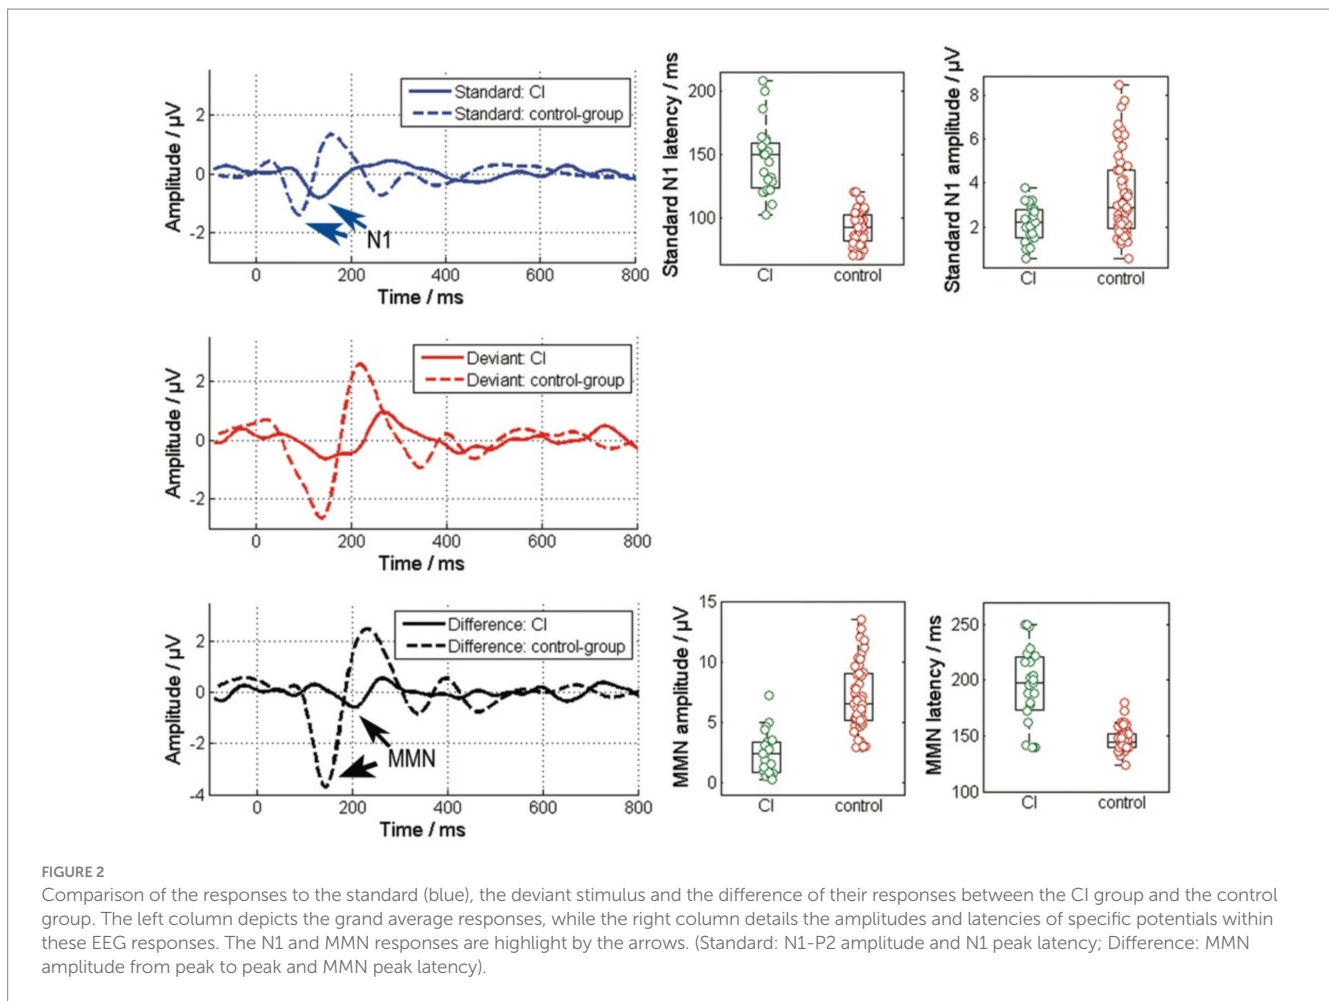 Standard: CI
Standard: control-group
2
0
-2
Amplitude / µV
N1
0
200
400
600
800
Time / ms
200
150
100
Standard N1 latency / ms
CI
control
8
6
4
2
Standard N1 amplitude / µV
CI
control
Deviant: CI
Deviant: control-group
2
0
-2
Amplitude / µV
0
200
400
600
800
Time / ms
Difference: CI
Difference: control-group
2
0
-2
-4
Amplitude / µV
MMN
0
200
400
600
800
Time / ms
15
10
5
0
MMN amplitude / µV
CI
control
250
200
150
100
MMN latency / ms
CI
control
FIGURE 2
Comparison of the responses to the standard (blue), the deviant stimulus and the difference of their responses between the CI group and the control
group. The left column depicts the grand average responses, while the right column details the amplitudes and latencies of specific potentials within
these EEG responses. The N1 and MMN responses are highlight by the arrows. (Standard: N1-P2 amplitude and N1 peak latency; Difference: MMN
amplitude from peak to peak and MMN peak latency).